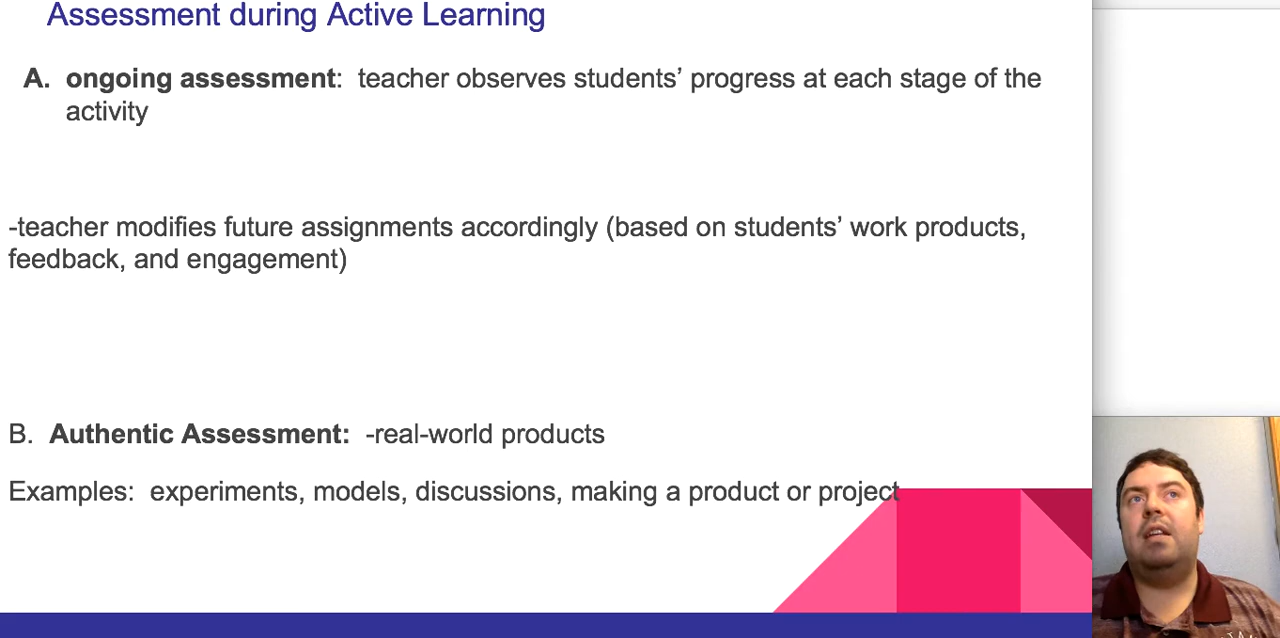 Assessment during Active Learning
A. ongoing assessment: teacher observes students’ progress at each stage of the
activity
-teacher modifies future assignments accordingly (based on students’ work products,
feedback, and engagement)
B. Authentic Assessment: -real-world products
Examples: experiments, models, discussions, making a product or project